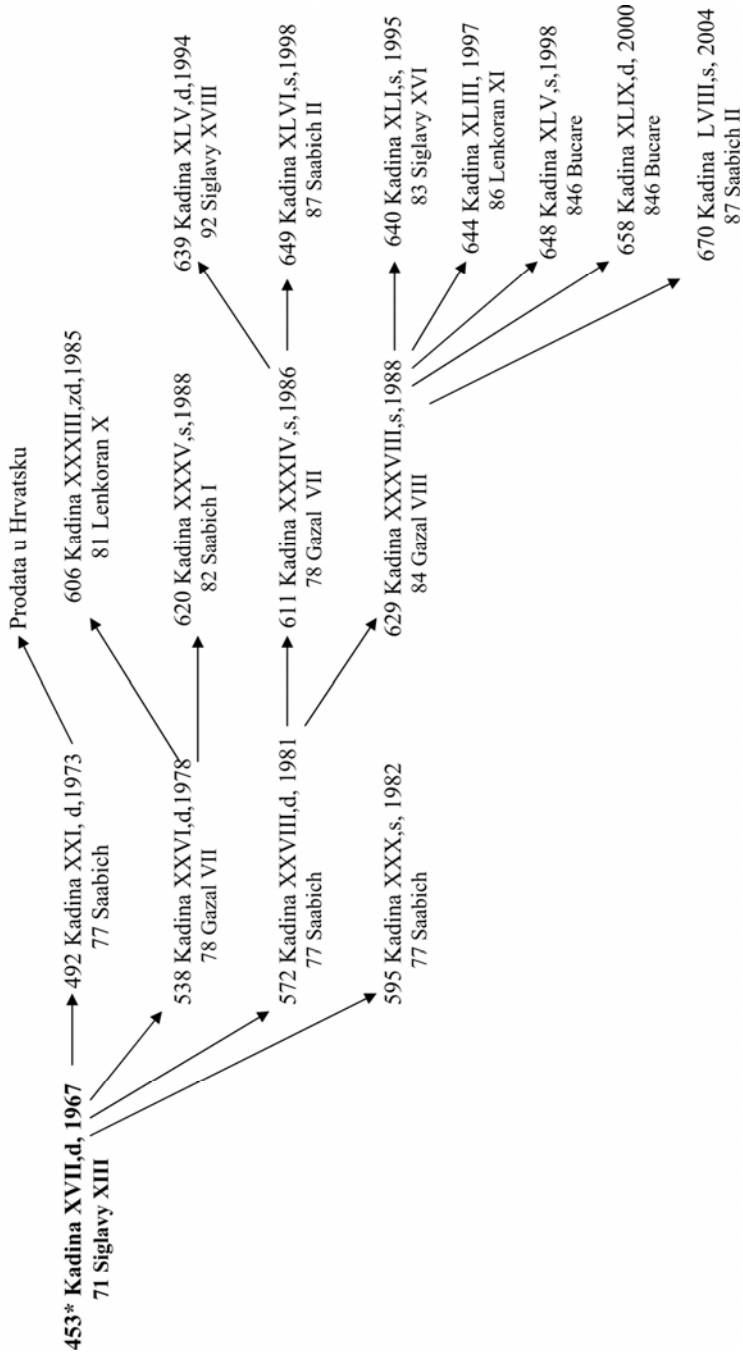 453* Kadina XVII,d, 1967
71 Siglavy XIII
492 Kadina XXI, d,1973
77 Saabich
Prodata u Hrvatsku
538 Kadina XXVI,d,1978
78 Gazal VII
606 Kadina XXXIII,zd,1985
81 Lenkoran X
620 Kadina XXXV,s,1988
82 Saabich I
572 Kadina XXVIII,d, 1981
77 Saabich
611 Kadina XXXIV,s,1986
78 Gazal VII
639 Kadina XLV,d,1994
92 Siglavy XVIII
649 Kadina XLVI,s,1998
87 Saabich II
629 Kadina XXXVIII,s,1988
84 Gazal VIII
640 Kadina XLI,s, 1995
83 Siglavy XVI
644 Kadina XLIII, 1997
86 Lenkoran XI
648 Kadina XLV,s,1998
846 Bucare
658 Kadina XLIX,d, 2000
846 Bucare
670 Kadina LVIII,s, 2004
87 Saabich II
595 Kadina XXX,s, 1982
77 Saabich